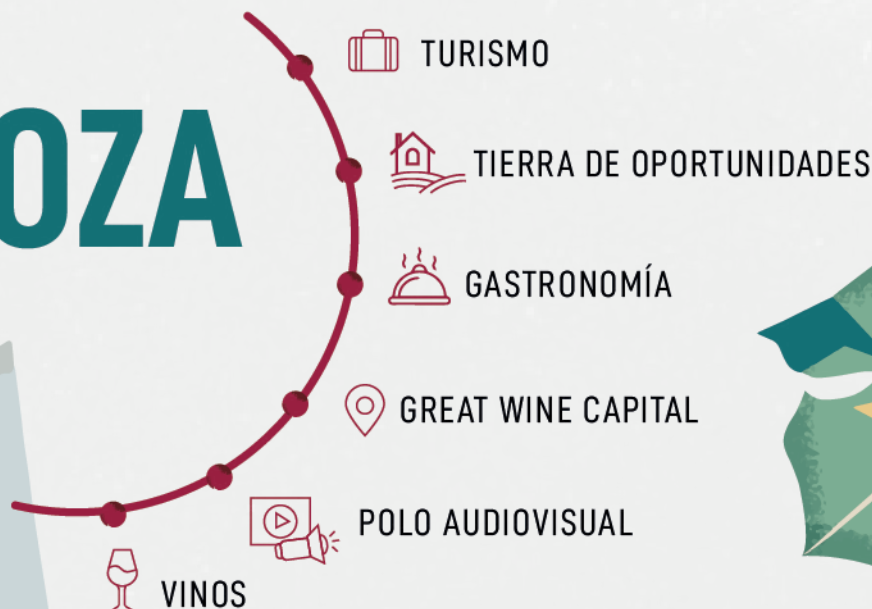 OZA
TURISMO
TIERRA DE OPORTUNIDADES
GASTRONOMÍA
GREAT WINE CAPITAL
POLO AUDIOVISUAL
VINOS